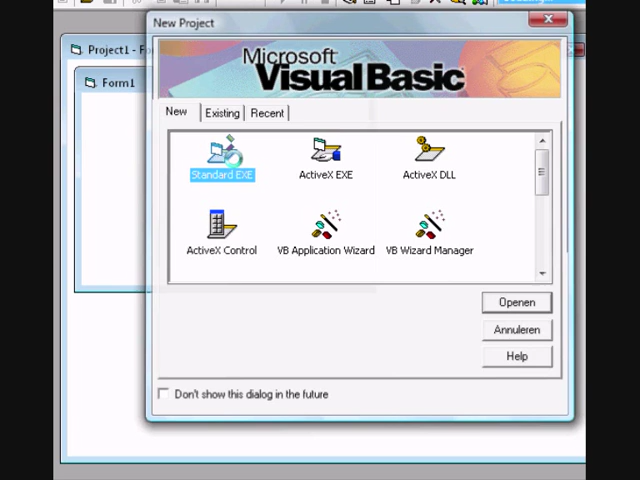 New Project
Project1 - Fo
Microsoft
Visual Basic
Form1
New
Existing
Recent
Standard EXE
ActiveX EXE
ActiveX DLL
ActiveX Control
VB Application Wizard
VB Wizard Manager
Openen
Annuleren
Help
Don't show this dialog in the future